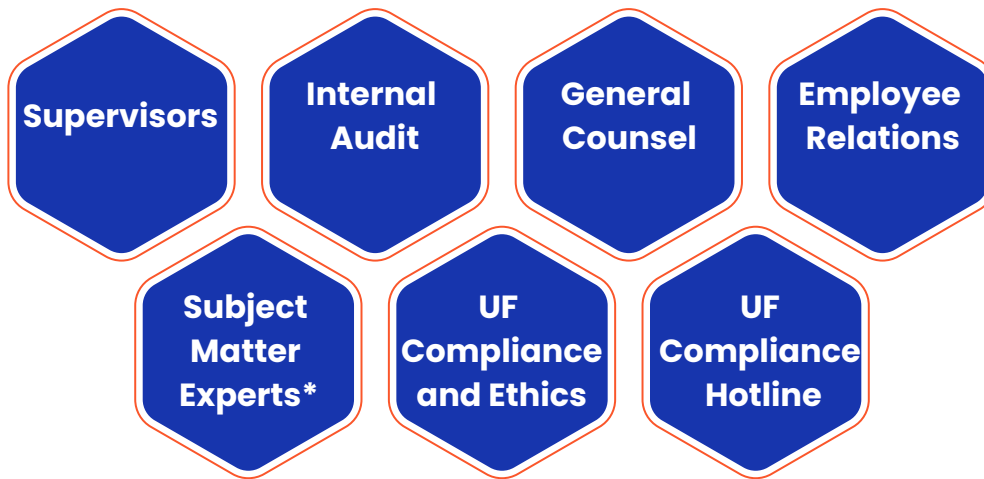 Supervisors
Internal
Audit
General
Counsel
Employee
Relations
Subject
Matter
Experts*
UF
Compliance
and Ethics
UF
Compliance
Hotline